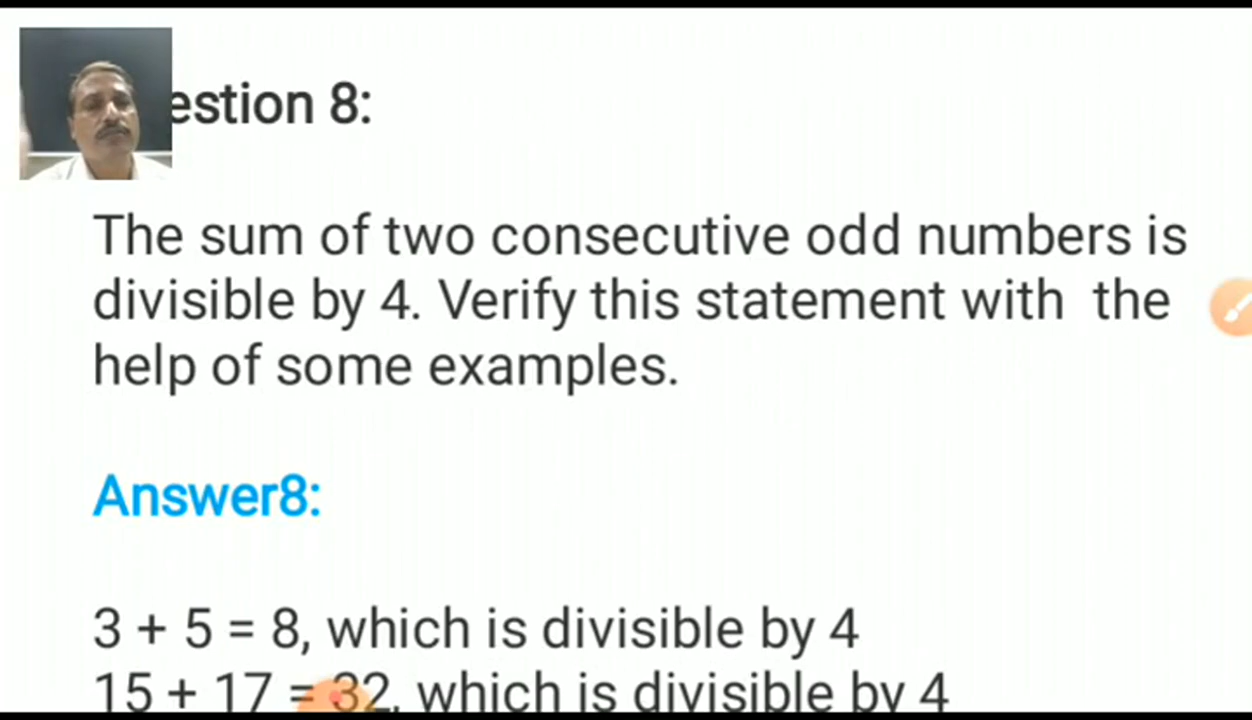 estion 8:
The sum of two consecutive odd numbers is
divisible by 4. Verify this statement with the
help of some examples.
Answer8:
3 + 5 = 8, which is divisible by 4
15 + 17 = 32, which is divisible by 4